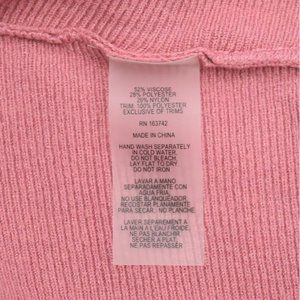 52% VISCOSE
28% POLYESTER
20% NYLON
TRIM: 100% POLYESTER
EXCLUSIVE OF TRIMS
RN 163742
MADE IN CHINA
HAND WASH SEPARATELY
IN COLD WATER.
DO NOT BLEACH.
LAY FLAT TO DRY
DO NOT IRON
LAVAR A MANO
SEPARADAMENTE CON
AGUA FRIA.
NO USE BLANQUEADOR
RECOSTAR PLANAMENTE
PARA SECAR. NO PLANCHE
LAVER SEPAREMENT A
LA MAIN A L'EAU FROIDE,
NE PAS BLANCHIR
SECHER A PLAT,
NE PAS REPASSER